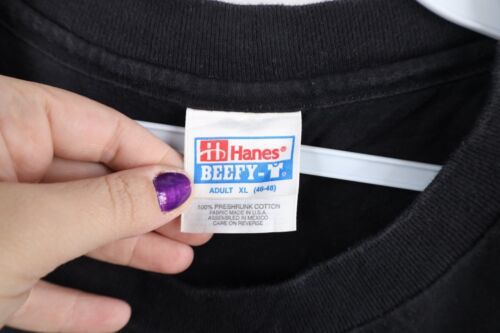 Hanes®
BEEFY-T®
ADULT XL (46-48)
100% PRESHRUNK COTTON
FABRIC MADE IN U.S.A.
ASSEMBLED IN MEXICO
CARE ON REVERSE